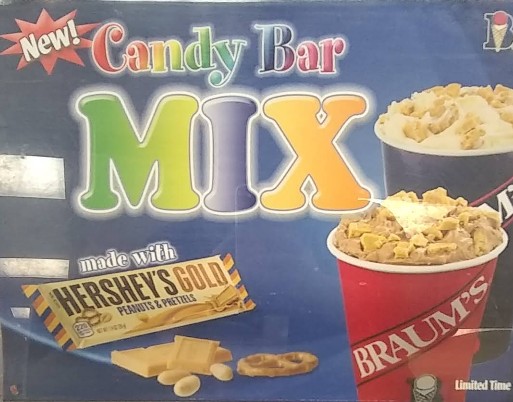 New!
Candy Bar
MIX
made with
HERSHEY'S GOLD
PEANUTS & PRETZELS
BRAUM'S
Limited Time